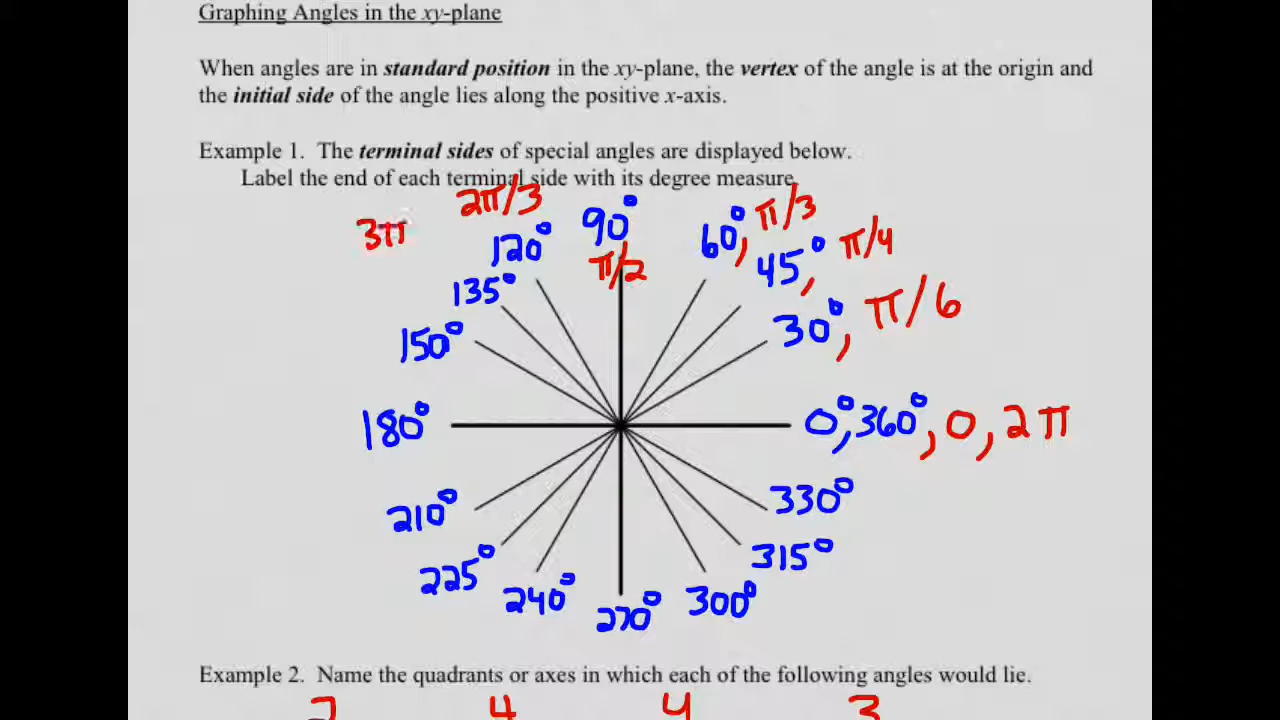 Graphing Angles in the xy-plane
When angles are in standard position in the xy-plane, the vertex of the angle is at the origin and
the initial side of the angle lies along the positive x-axis.
Example 1. The terminal sides of special angles are displayed below.
Label the end of each terminal side with its degree measure.
2π/3
3π
90°
60°, π/3
120°
45°, π/4
π/2
135°
30°, π/6
150°
180°
0°, 360°, 0, 2π
210°
330°
225°
315°
240°
270°
300°
Example 2. Name the quadrants or axes in which each of the following angles would lie.
4 4